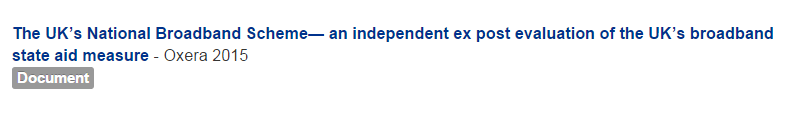 The UK’s National Broadband Scheme— an independent ex post evaluation of the UK’s broadband
state aid measure - Oxera 2015
Document